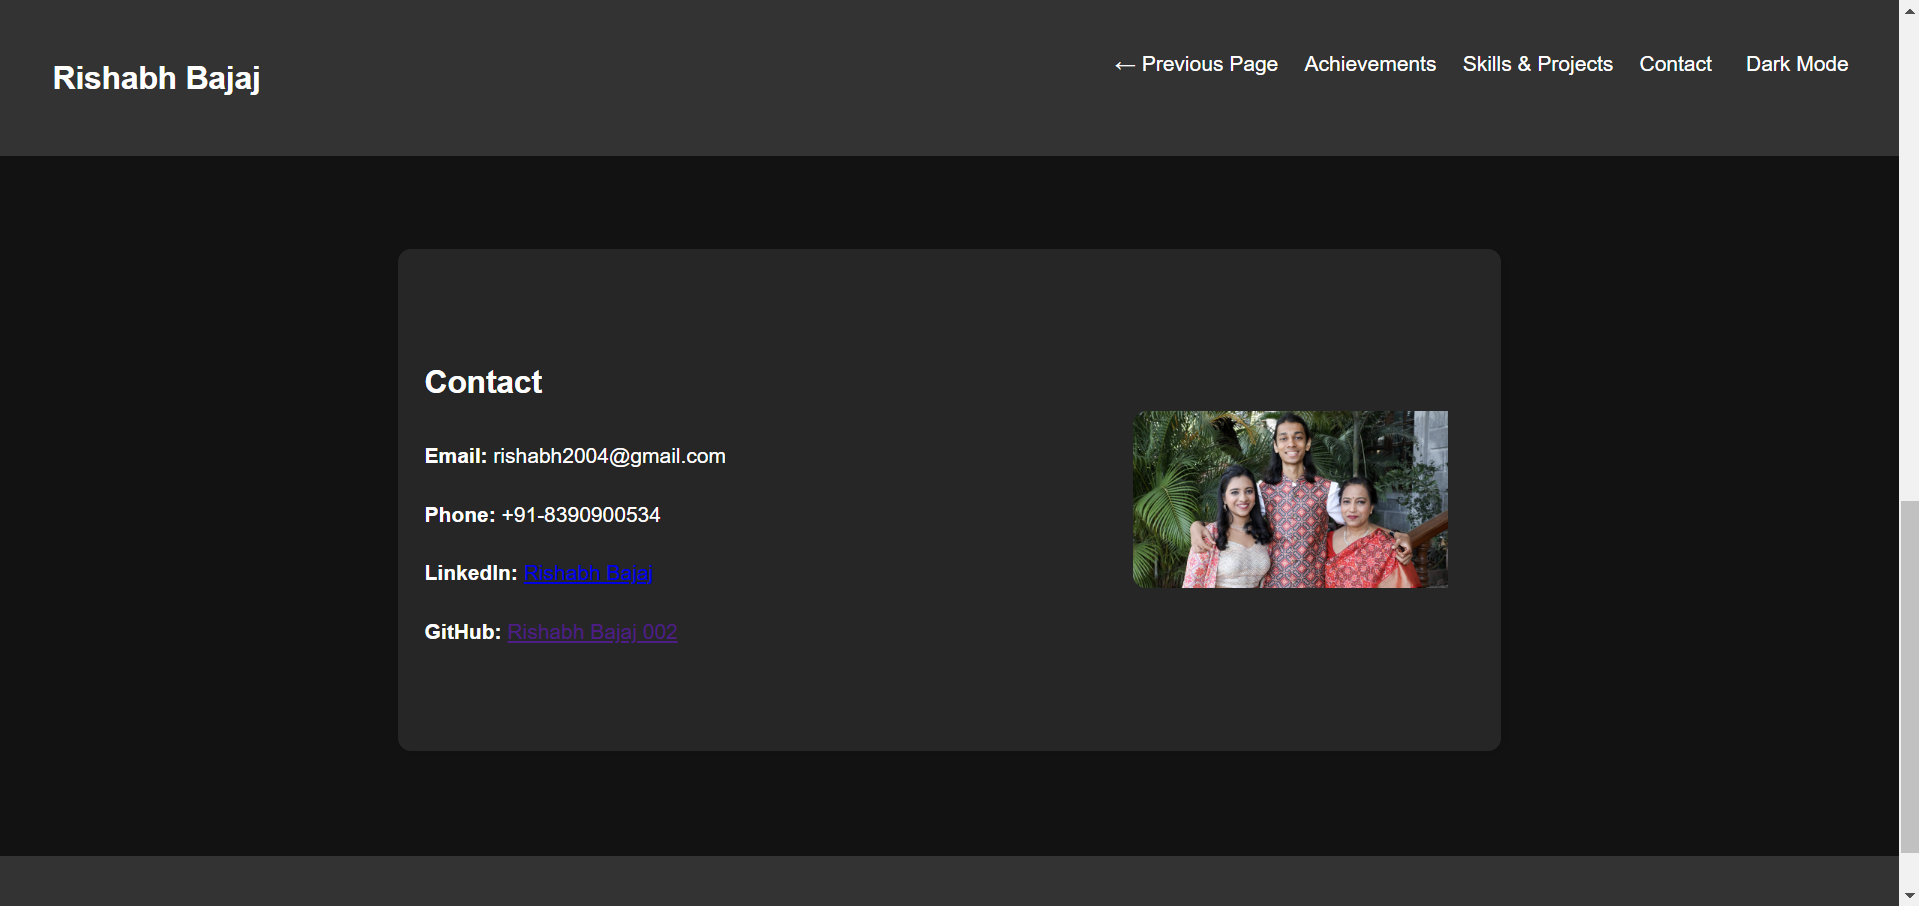 Rishabh Bajaj
← Previous Page Achievements Skills & Projects Contact Dark Mode
Contact
Email: rishabh2004@gmail.com
Phone: +91-8390900534
LinkedIn: Rishabh Bajaj
GitHub: Rishabh Bajaj 002